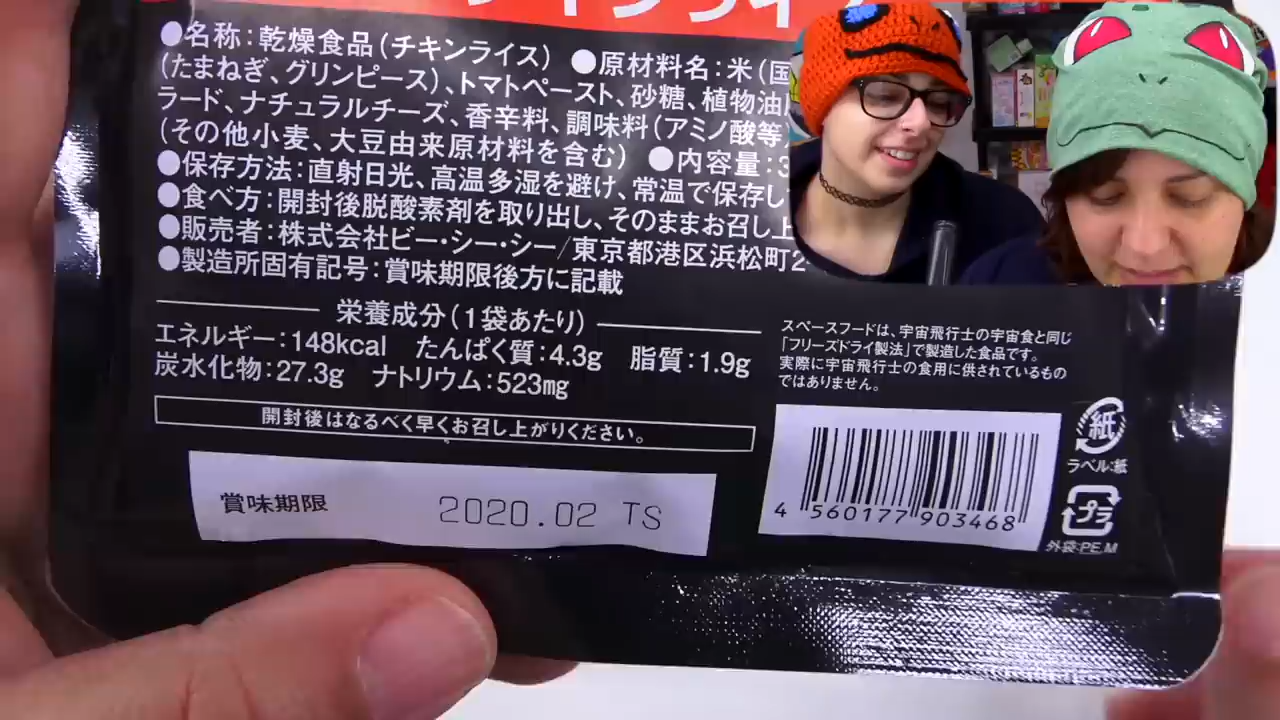 ●名称：乾燥食品（チキンライス） ●原材料名：米（国
（たまねぎ、グリンピース）、トマトペースト、砂糖、植物油
ラード、ナチュラルチーズ、香辛料、調味料（アミノ酸等）
（その他小麦、大豆由来原材料を含む） ●内容量：3
●保存方法：直射日光、高温多湿を避け、常温で保存し
●食べ方：開封後脱酸素剤を取り出し、そのままお召し上
●販売者：株式会社ビー・シー・シー/東京都港区浜松町2-
●製造所固有記号：賞味期限後方に記載
栄養成分（1袋あたり）
エネルギー：148kcal たんぱく質：4.3g 脂質：1.9g
炭水化物：27.3g ナトリウム：523mg
開封後はなるべく早くお召し上がりください。
賞味期限 2020.02 TS
スペースフードは、宇宙飛行士の宇宙食と同じ
「フリーズドライ製法」で製造した食品です。
実際に宇宙飛行士の食用に供されているもの
ではありません。
4 560177 903468
紙
ラベル:紙
プラ
外袋:PE,M